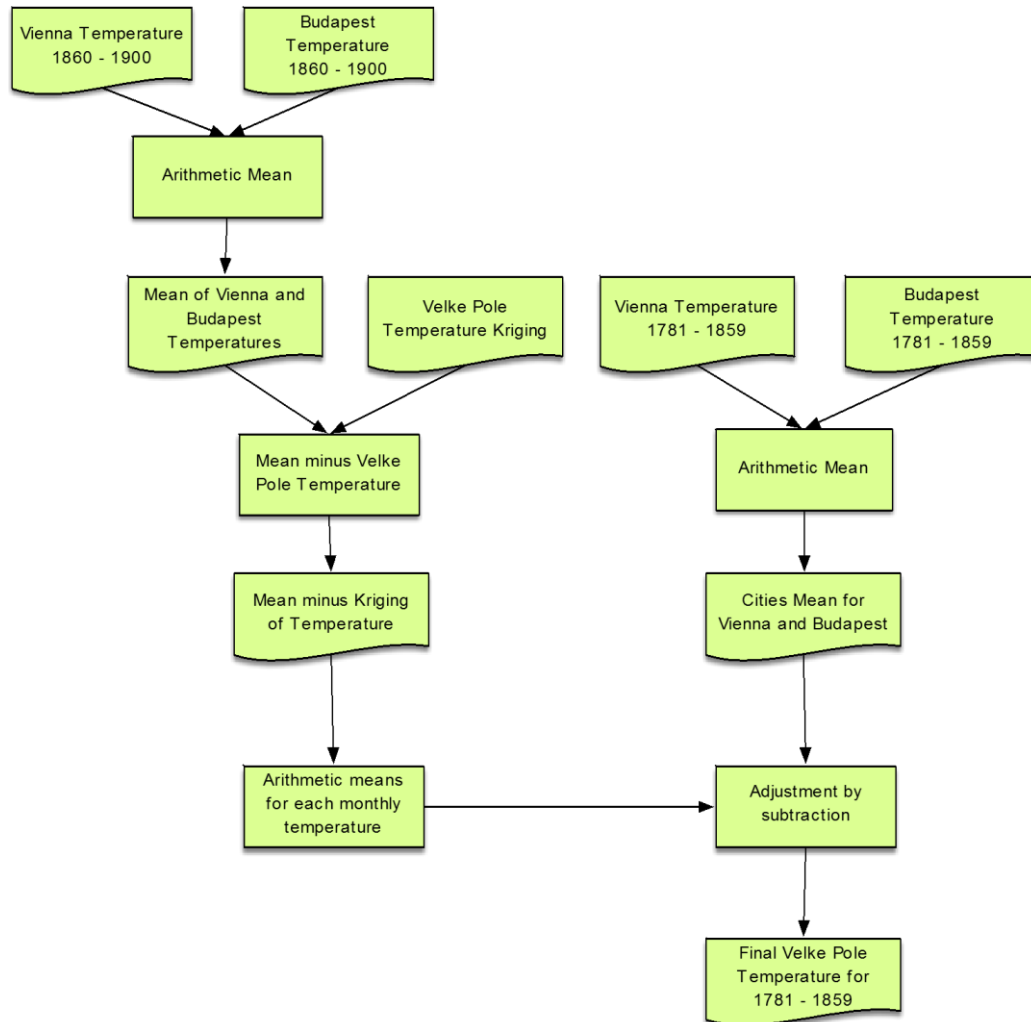 Vienna Temperature
1860 - 1900
Budapest
Temperature
1860 - 1900
Arithmetic Mean
Mean of Vienna and
Budapest
Temperatures
Velke Pole
Temperature Kriging
Vienna Temperature
1781 - 1859
Budapest
Temperature
1781 - 1859
Mean minus Velke
Pole Temperature
Arithmetic Mean
Mean minus Kriging
of Temperature
Cities Mean for
Vienna and Budapest
Arithmetic means
for each monthly
temperature
Adjustment by
subtraction
Final Velke Pole
Temperature for
1781 - 1859